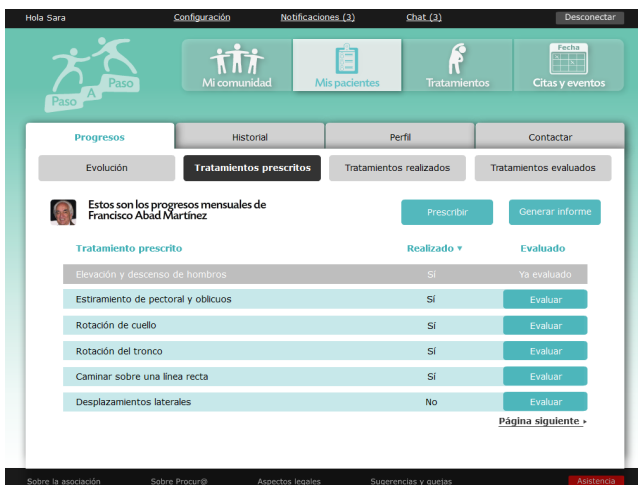 Hola Sara Configuración Notificaciones (3) Chat (3) Desconectar
Paso A Paso
Mi comunidad Mis pacientes Tratamientos Fecha Citas y eventos
Progresos Historial Perfil Contactar
Evolución Tratamientos prescritos Tratamientos realizados Tratamientos evaluados
Estos son los progresos mensuales de
Francisco Abad Martínez
Prescribir Generar informe
Tratamiento prescrito Realizado ▾ Evaluado
Elevación y descenso de hombros Sí Ya evaluado
Estiramiento de pectoral y oblicuos Sí Evaluar
Rotación de cuello Sí Evaluar
Rotación del tronco Sí Evaluar
Caminar sobre una línea recta Sí Evaluar
Desplazamientos laterales No Evaluar
Página siguiente ▸
Sobre la asociación Sobre Procur@ Aspectos legales Sugerencias y quejas Asistencia